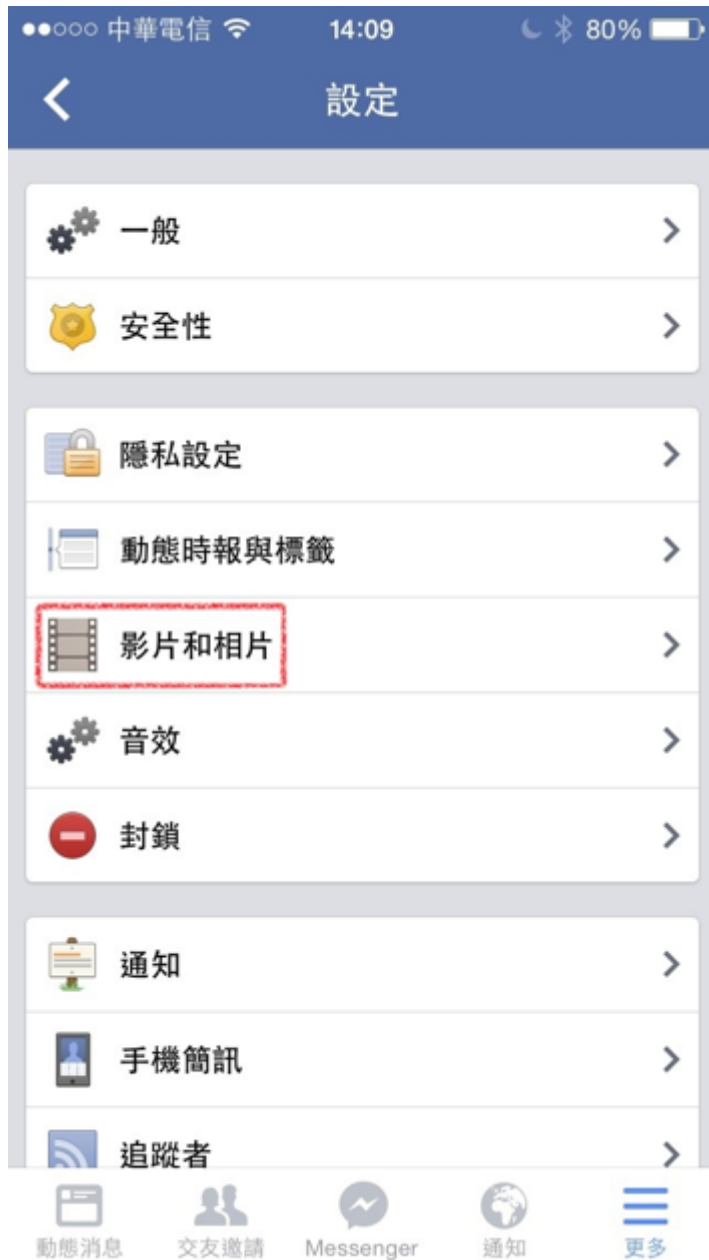 中華電信 14:09 80%
設定
一般
安全性
隱私設定
動態時報與標籤
影片和相片
音效
封鎖
通知
手機簡訊
追蹤者
動態消息 交友邀請 Messenger 通知 更多